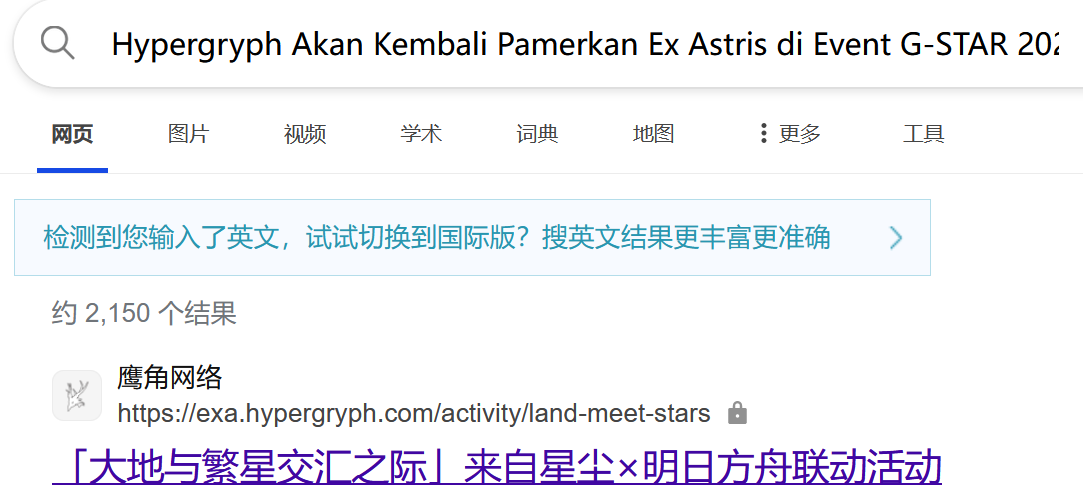 Hypergryph Akan Kembali Pamerkan Ex Astris di Event G-STAR 202
网页 图片 视频 学术 词典 地图 更多 工具
检测到您输入了英文，试试切换到国际版？搜英文结果更丰富更准确
约 2,150 个结果
鹰角网络
https://exa.hypergryph.com/activity/land-meet-stars
「大地与繁星交汇之际」来自星尘×明日方舟联动活动